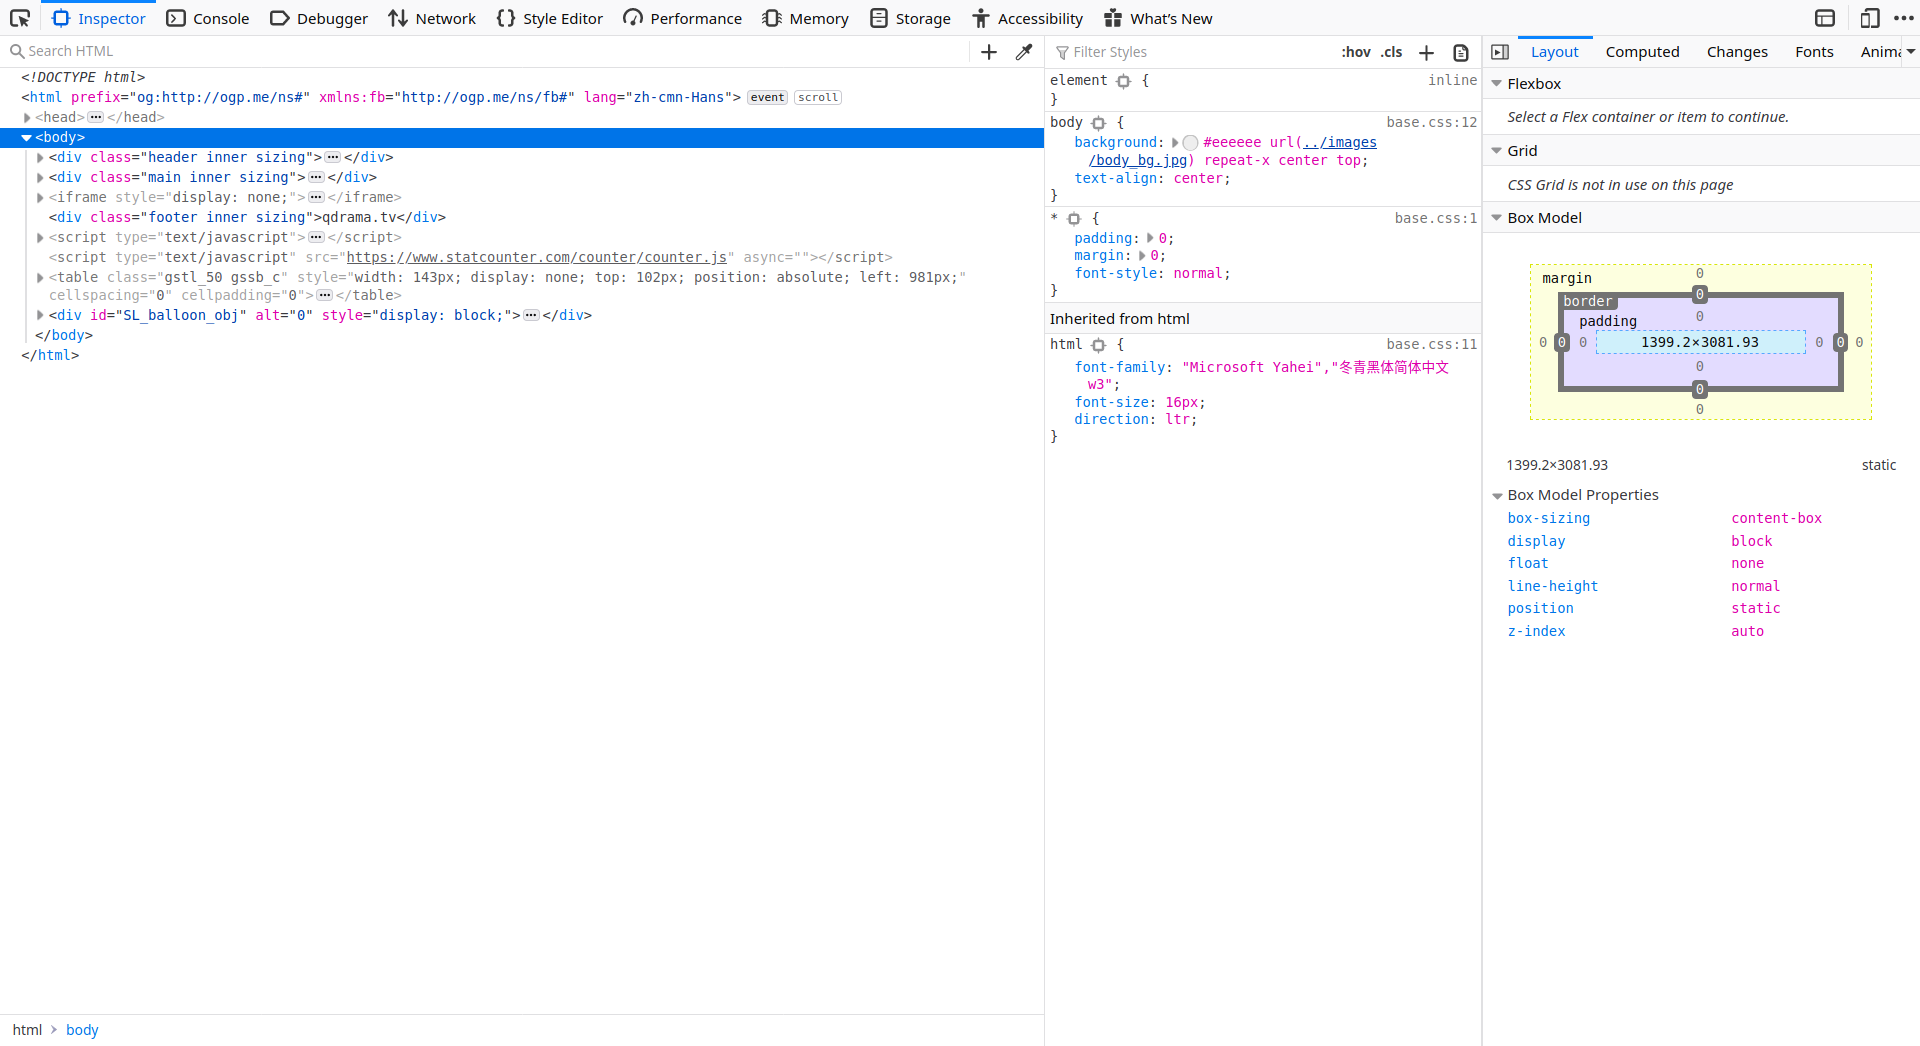 Inspector Console Debugger Network Style Editor Performance Memory Storage Accessibility What's New
Search HTML
<!DOCTYPE html>
<html prefix="og:http://ogp.me/ns#" xmlns:fb="http://ogp.me/ns/fb#" lang="zh-cmn-Hans"> event scroll
<head>⋯</head>
<body>
<div class="header inner sizing">⋯</div>
<div class="main inner sizing">⋯</div>
<iframe style="display: none;">⋯</iframe>
<div class="footer inner sizing">qdrama.tv</div>
<script type="text/javascript">⋯</script>
<script type="text/javascript" src="https://www.statcounter.com/counter/counter.js" async=""></script>
<table class="gstl_50 gssb_c" style="width: 143px; display: none; top: 102px; position: absolute; left: 981px;"
cellspacing="0" cellpadding="0">⋯</table>
<div id="SL_balloon_obj" alt="0" style="display: block;">⋯</div>
</body>
</html>
html > body
Filter Styles :hov .cls +
element { inline
}
body { base.css:12
background: #eeeeee url(../images
/body_bg.jpg) repeat-x center top;
text-align: center;
}
* { base.css:1
padding: 0;
margin: 0;
font-style: normal;
}
Inherited from html
html { base.css:11
font-family: "Microsoft Yahei","冬青黑体简体中文
w3";
font-size: 16px;
direction: ltr;
}
Layout Computed Changes Fonts Anima
Flexbox
Select a Flex container or item to continue.
Grid
CSS Grid is not in use on this page
Box Model
margin 0
border 0
padding 0
0 0 0 1399.2×3081.93 0 0 0
0
0
0
1399.2×3081.93 static
Box Model Properties
box-sizing content-box
display block
float none
line-height normal
position static
z-index auto